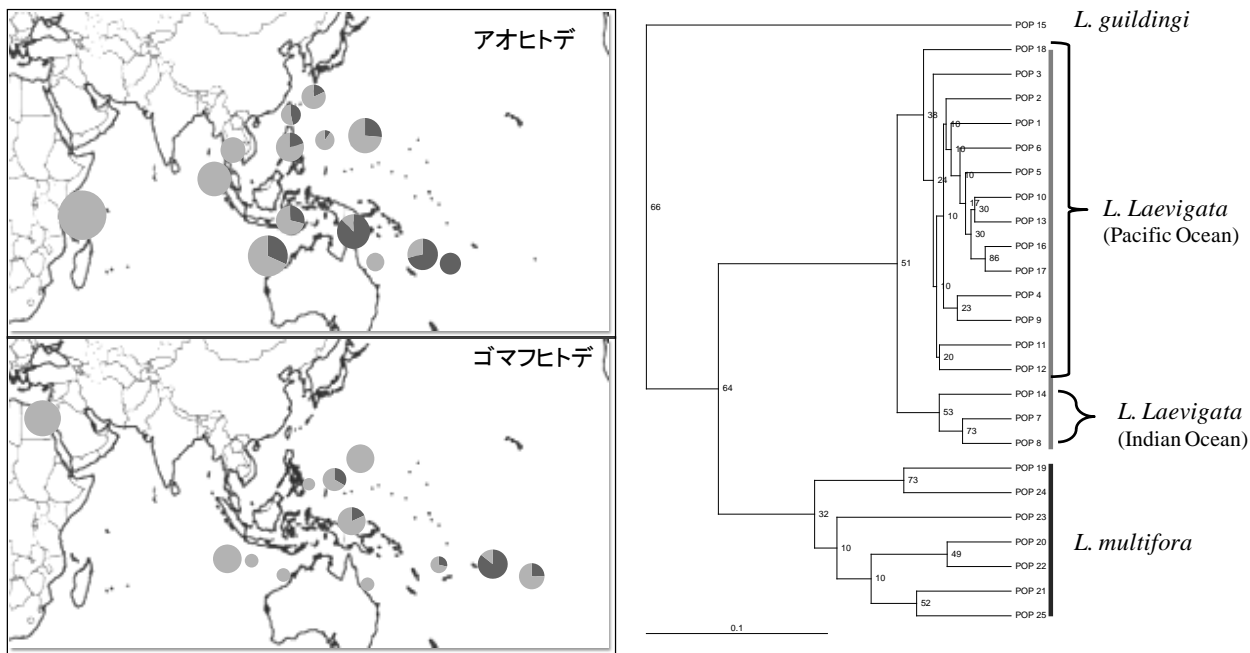 アオヒトデ
ゴマフヒトデ
POP 15
POP 18
POP 3
POP 2
POP 1
POP 6
POP 5
POP 10
POP 13
POP 16
POP 17
POP 4
POP 9
POP 11
POP 12
POP 14
POP 7
POP 8
POP 19
POP 24
POP 23
POP 20
POP 22
POP 21
POP 25
66
38
10
10
24
10
17
30
10
30
86
10
23
51
20
53
73
64
73
32
10
49
10
52
0.1
L. guildingi
L. Laevigata
(Pacific Ocean)
L. Laevigata
(Indian Ocean)
L. multifora